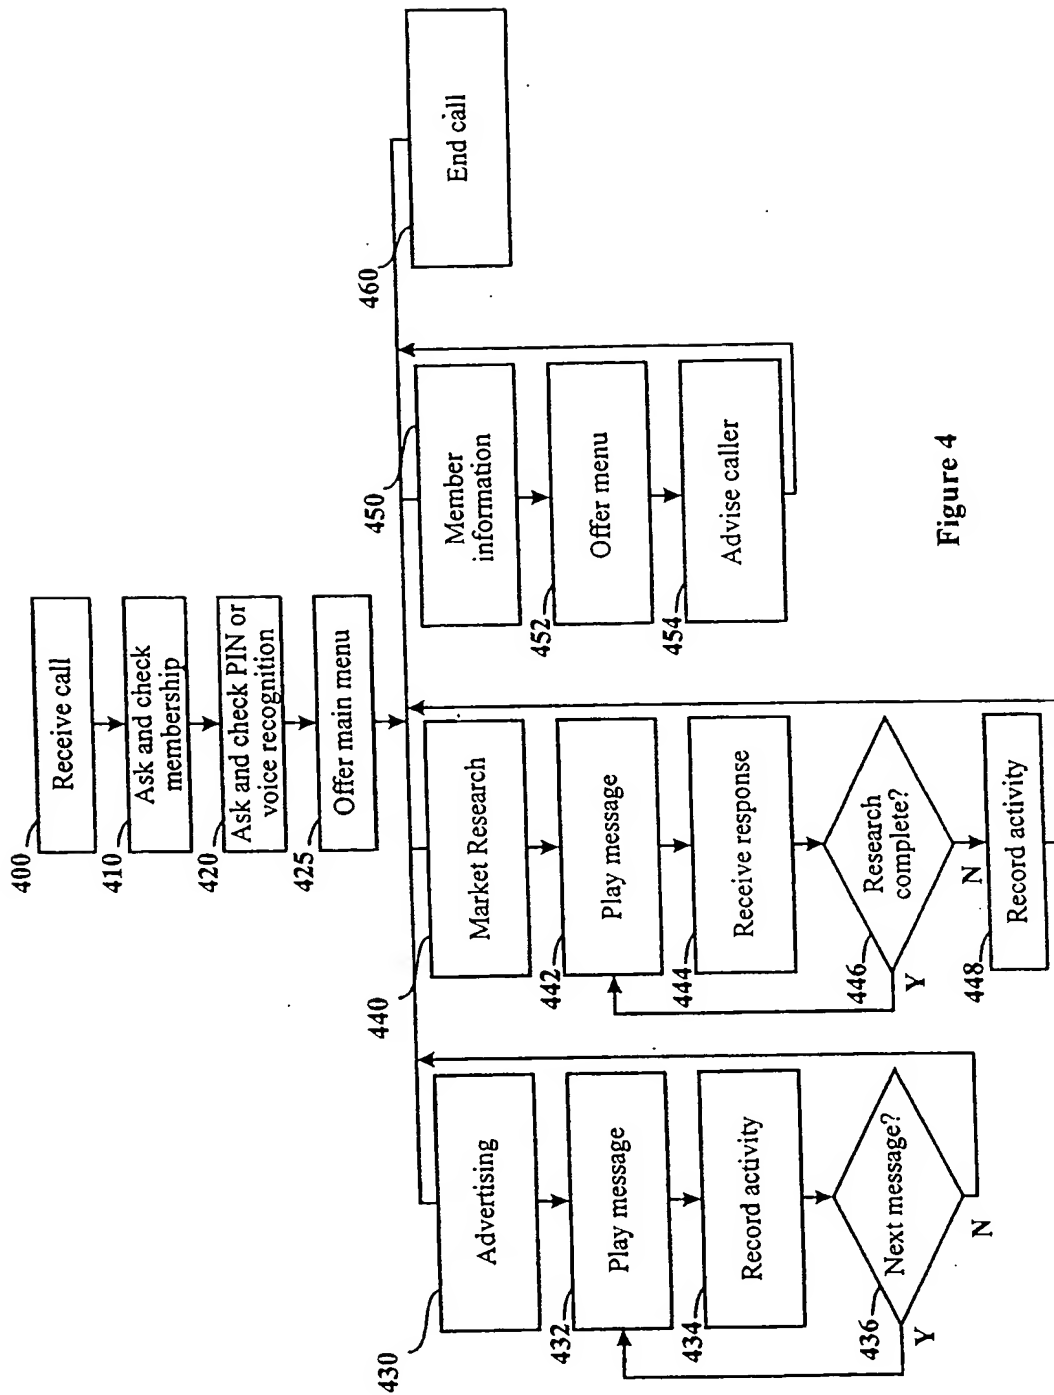 400
Receive call
410
Ask and check
membership
420
Ask and check PIN or
voice recognition
425
Offer main menu
430
Advertising
432
Play message
434
Record activity
436
Next message?
Y
N
440
Market Research
442
Play message
444
Receive response
446
Research
complete?
Y
N
448
Record activity
450
Member
information
452
Offer menu
454
Advise caller
460
End call
Figure 4